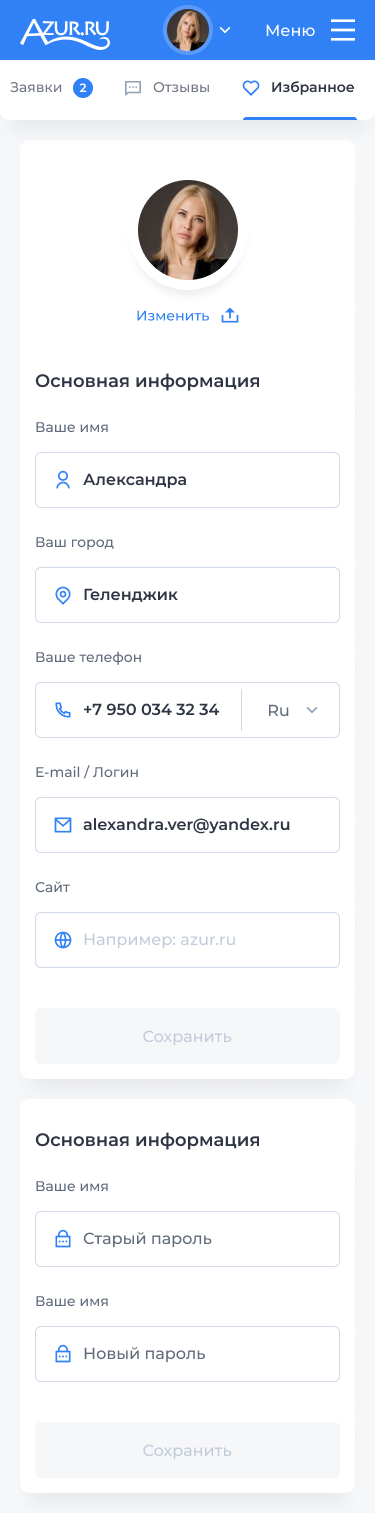 AZUR.RU
Меню
Заявки 2 Отзывы Избранное
Изменить
Основная информация
Ваше имя
Александра
Ваш город
Геленджик
Ваше телефон
+7 950 034 32 34 Ru
E-mail / Логин
alexandra.ver@yandex.ru
Сайт
Например: azur.ru
Сохранить
Основная информация
Ваше имя
Старый пароль
Ваше имя
Новый пароль
Сохранить